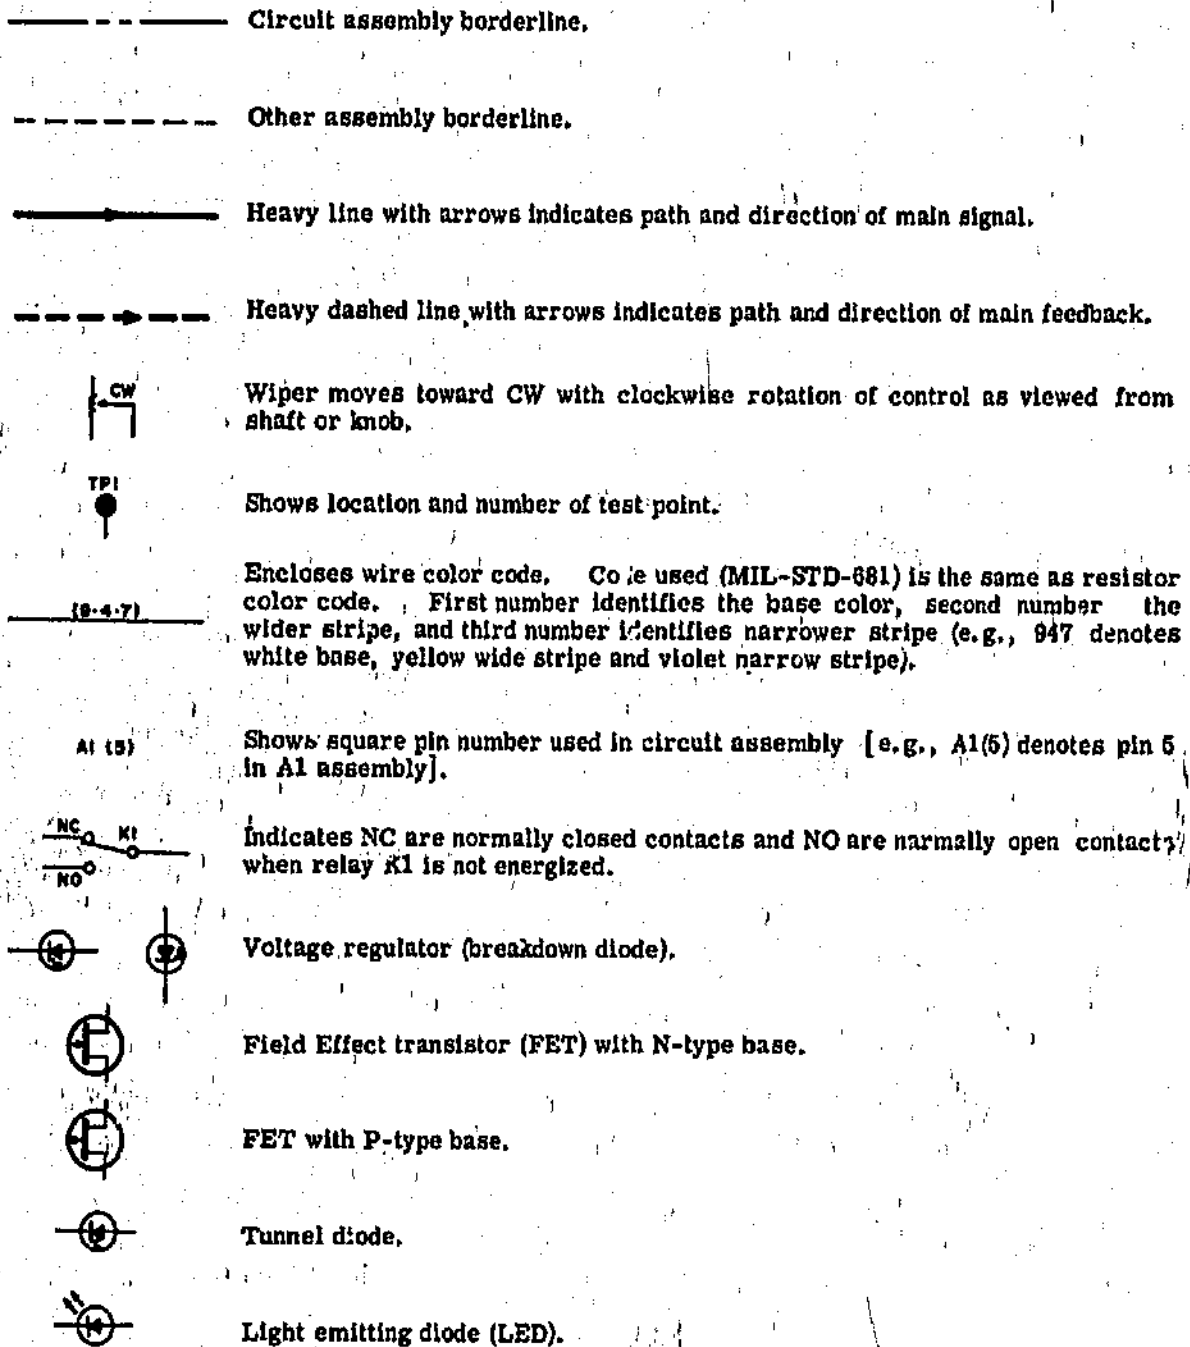 Circuit assembly borderline.
Other assembly borderline.
Heavy line with arrows indicates path and direction of main signal.
Heavy dashed line with arrows indicates path and direction of main feedback.
CW
Wiper moves toward CW with clockwise rotation of control as viewed from
shaft or knob.
TP1
Shows location and number of test point.
Encloses wire color code. Co e used (MIL-STD-681) is the same as resistor
(9-4-7)
color code. First number identifies the base color, second number the
wider stripe, and third number identifies narrower stripe (e.g., 947 denotes
white base, yellow wide stripe and violet narrow stripe).
A1 (5)
Shows square pin number used in circuit assembly [e.g., A1(5) denotes pin 5
in A1 assembly].
NC K1
NO
Indicates NC are normally closed contacts and NO are narmally open contacts
when relay K1 is not energized.
Voltage regulator (breakdown diode).
Field Effect transistor (FET) with N-type base.
FET with P-type base.
Tunnel diode.
Light emitting diode (LED).